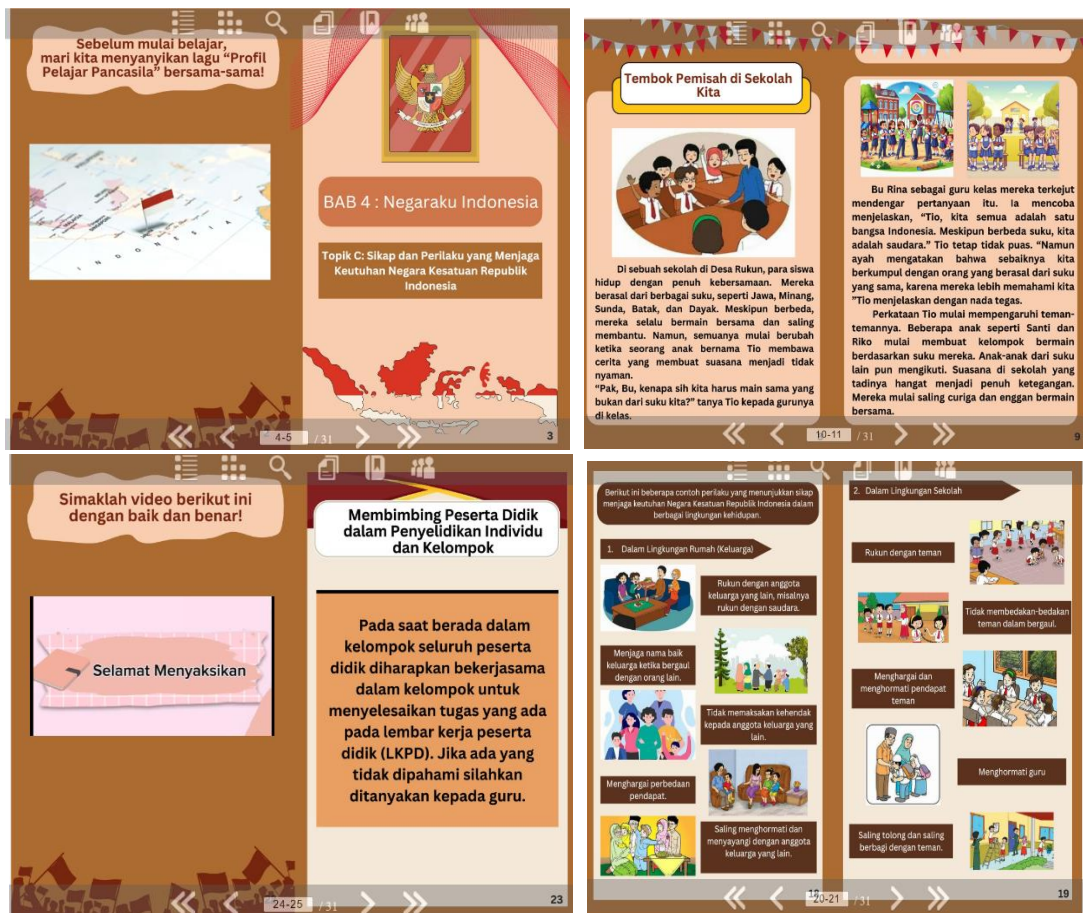 Sebelum mulai belajar,
mari kita menyanyikan lagu “Profil
Pelajar Pancasila” bersama-sama!
INDONESIA
BAB 4 : Negaraku Indonesia
Topik C: Sikap dan Perilaku yang Menjaga
Keutuhan Negara Kesatuan Republik
Indonesia
4-5 /31
3
Tembok Pemisah di Sekolah
Kita
Di sebuah sekolah di Desa Rukun, para siswa
hidup dengan penuh kebersamaan. Mereka
berasal dari berbagai suku, seperti Jawa, Minang,
Sunda, Batak, dan Dayak. Meskipun berbeda,
mereka selalu bermain bersama dan saling
membantu. Namun, semuanya mulai berubah
ketika seorang anak bernama Tio membawa
cerita yang membuat suasana menjadi tidak
nyaman.
“Pak, Bu, kenapa sih kita harus main sama yang
bukan dari suku kita?” tanya Tio kepada gurunya
di kelas.
Bu Rina sebagai guru kelas mereka terkejut
mendengar pertanyaan itu. Ia mencoba
menjelaskan, “Tio, kita semua adalah satu
bangsa Indonesia. Meskipun berbeda suku, kita
adalah saudara.” Tio tetap tidak puas. “Namun
ayah mengatakan bahwa sebaiknya kita
berkumpul dengan orang yang berasal dari suku
yang sama, karena mereka lebih memahami kita
”Tio menjelaskan dengan nada tegas.
Perkataan Tio mulai mempengaruhi teman-
temannya. Beberapa anak seperti Santi dan
Riko mulai membuat kelompok bermain
berdasarkan suku mereka. Anak-anak dari suku
lain pun mengikuti. Suasana di sekolah yang
tadinya hangat menjadi penuh ketegangan.
Mereka mulai saling curiga dan enggan bermain
bersama.
10-11 /31
9
Simaklah video berikut ini
dengan baik dan benar!
Selamat Menyaksikan
Membimbing Peserta Didik
dalam Penyelidikan Individu
dan Kelompok
Pada saat berada dalam
kelompok seluruh peserta
didik diharapkan bekerjasama
dalam kelompok untuk
menyelesaikan tugas yang ada
pada lembar kerja peserta
didik (LKPD). Jika ada yang
tidak dipahami silahkan
ditanyakan kepada guru.
24-25 /31
23
Berikut ini beberapa contoh perilaku yang menunjukkan sikap
menjaga keutuhan Negara Kesatuan Republik Indonesia dalam
berbagai lingkungan kehidupan.
1. Dalam Lingkungan Rumah (Keluarga)
Rukun dengan anggota
keluarga yang lain, misalnya
rukun dengan saudara.
Menjaga nama baik
keluarga ketika bergaul
dengan orang lain.
Tidak memaksakan kehendak
kepada anggota keluarga yang
lain.
Menghargai perbedaan
pendapat.
Saling menghormati dan
menyayangi dengan anggota
keluarga yang lain.
18
2. Dalam Lingkungan Sekolah
Rukun dengan teman
Tidak membedakan-bedakan
teman dalam bergaul.
Menghargai dan
menghormati pendapat
teman
Menghormati guru
Saling tolong dan saling
berbagi dengan teman.
20-21 /31
19